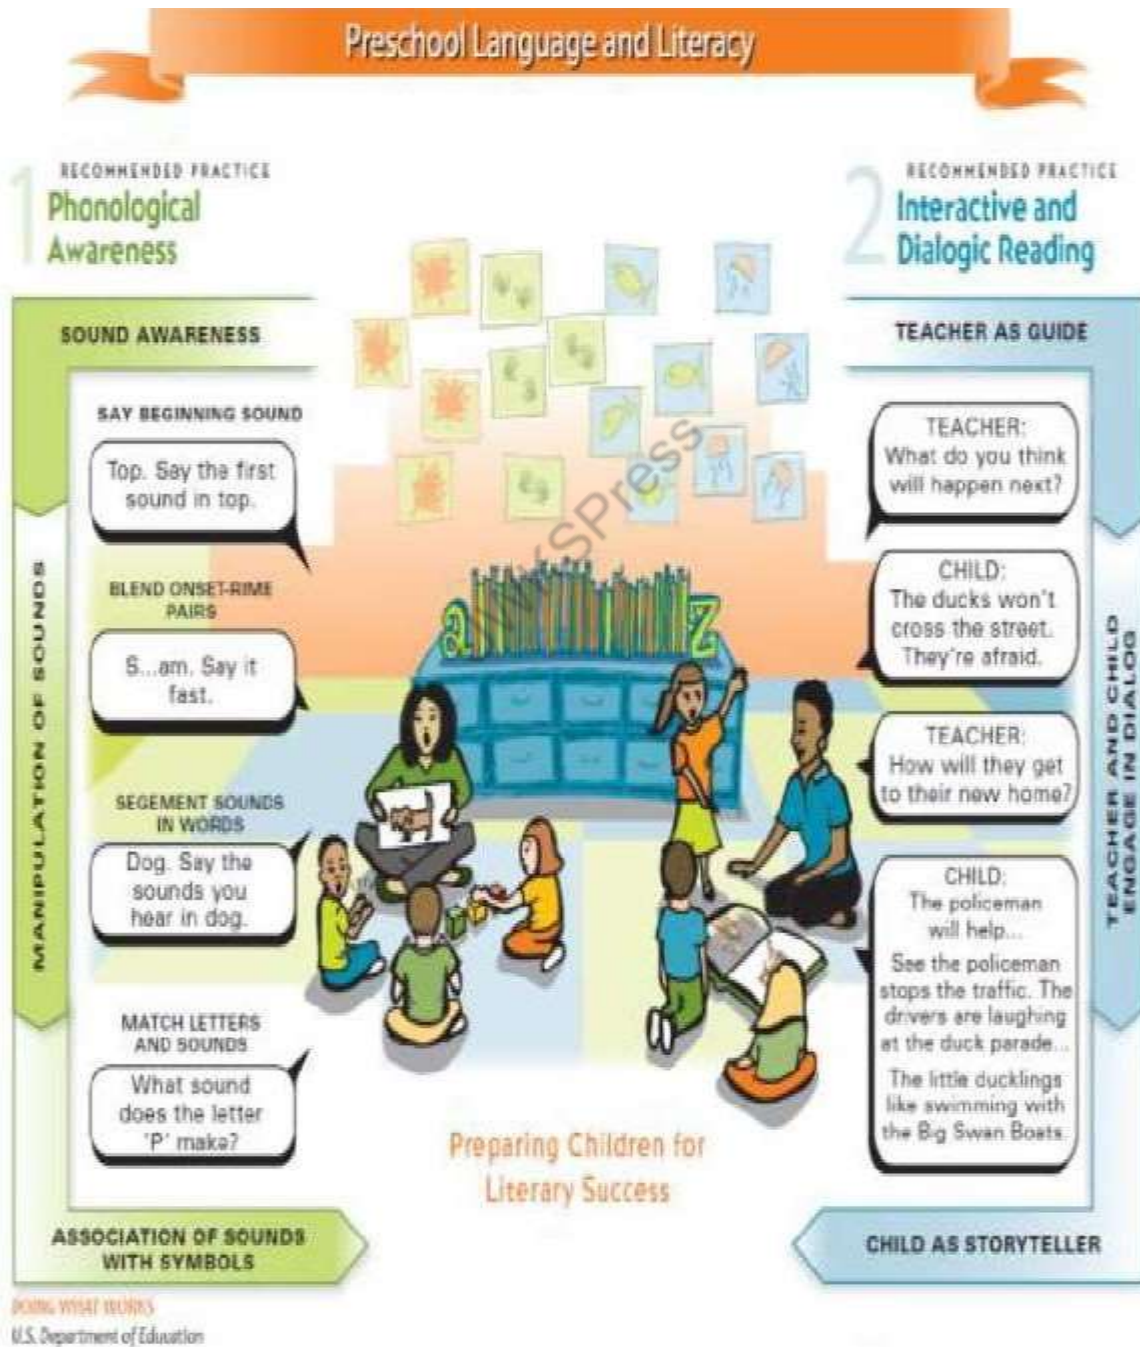 Preschool Language and Literacy
1
RECOMMENDED PRACTICE
Phonological
Awareness
SOUND AWARENESS
SAY BEGINNING SOUND
Top. Say the first
sound in top.
BLEND ONSET-RIME
PAIRS
S...am. Say it
fast.
MANIPULATION OF SOUNDS
SEGEMENT SOUNDS
IN WORDS
Dog. Say the
sounds you
hear in dog.
MATCH LETTERS
AND SOUNDS
What sound
does the letter
'P' make?
ASSOCIATION OF SOUNDS
WITH SYMBOLS
a z
Preparing Children for
Literary Success
2
RECOMMENDED PRACTICE
Interactive and
Dialogic Reading
TEACHER AS GUIDE
TEACHER:
What do you think
will happen next?
CHILD:
The ducks won't
cross the street.
They're afraid.
TEACHER:
How will they get
to their new home?
TEACHER AND CHILD
ENGAGE IN DIALOG
CHILD:
The policeman
will help...
See the policeman
stops the traffic. The
drivers are laughing
at the duck parade...
The little ducklings
like swimming with
the Big Swan Boats.
CHILD AS STORYTELLER
DOING WHAT WORKS
U.S. Department of Education